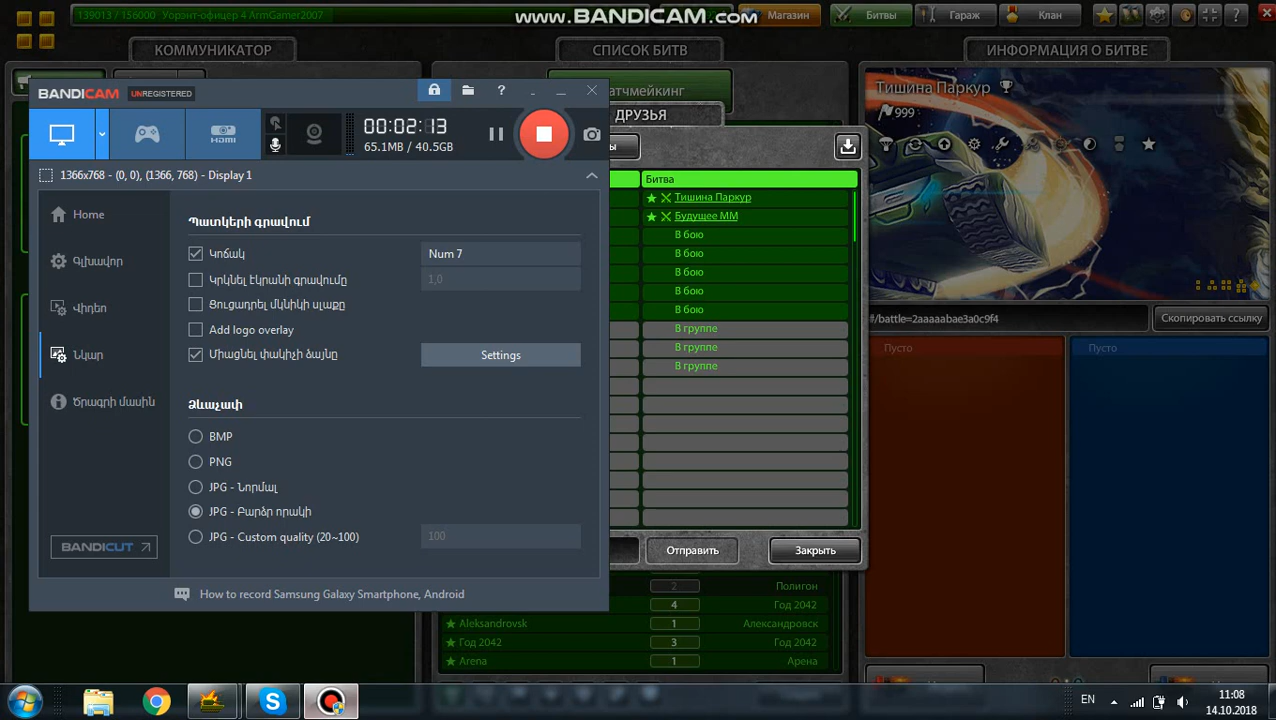 139013 / 156000 Уорэнт-офицер 4 ArmGamer2007
www.BANDICAM.com
Магазин
Битвы
Гараж
Клан
КОММУНИКАТОР
СПИСОК БИТВ
ИНФОРМАЦИЯ О БИТВЕ
атчмейкинг
ДРУЗЬЯ
Тишина Паркур
999
BANDICAM
UNREGISTERED
HDMI
00:02:13
65.1MB / 40.5GB
1366x768 - (0, 0), (1366, 768) - Display 1
Home
Գլխավոր
Վիդեո
Նկար
Ծրագրի մասին
BANDICUT
Պատկերի գրավում
Կոճակ
Num 7
Կրկնել էկրանի գրավումը
1,0
Ցուցադրել մկնիկի սլաքը
Add logo overlay
Միացնել փակիչի ձայնը
Settings
Ձևաչափ
BMP
PNG
JPG - Նորմալ
JPG - Բարձր որակի
JPG - Custom quality (20~100)
100
How to record Samsung Galaxy Smartphone, Android
ы
Битва
Тишина Паркур
Будущее ММ
В бою
В бою
В бою
В бою
В бою
В группе
В группе
В группе
Отправить
Закрыть
#/battle=2aaaaabae3a0c9f4
Скопировать ссылку
Пусто
Пусто
2 Полигон
4 Год 2042
Aleksandrovsk 1 Александровск
Год 2042 3 Год 2042
Arena 1 Арена
EN
11:08
14.10.2018